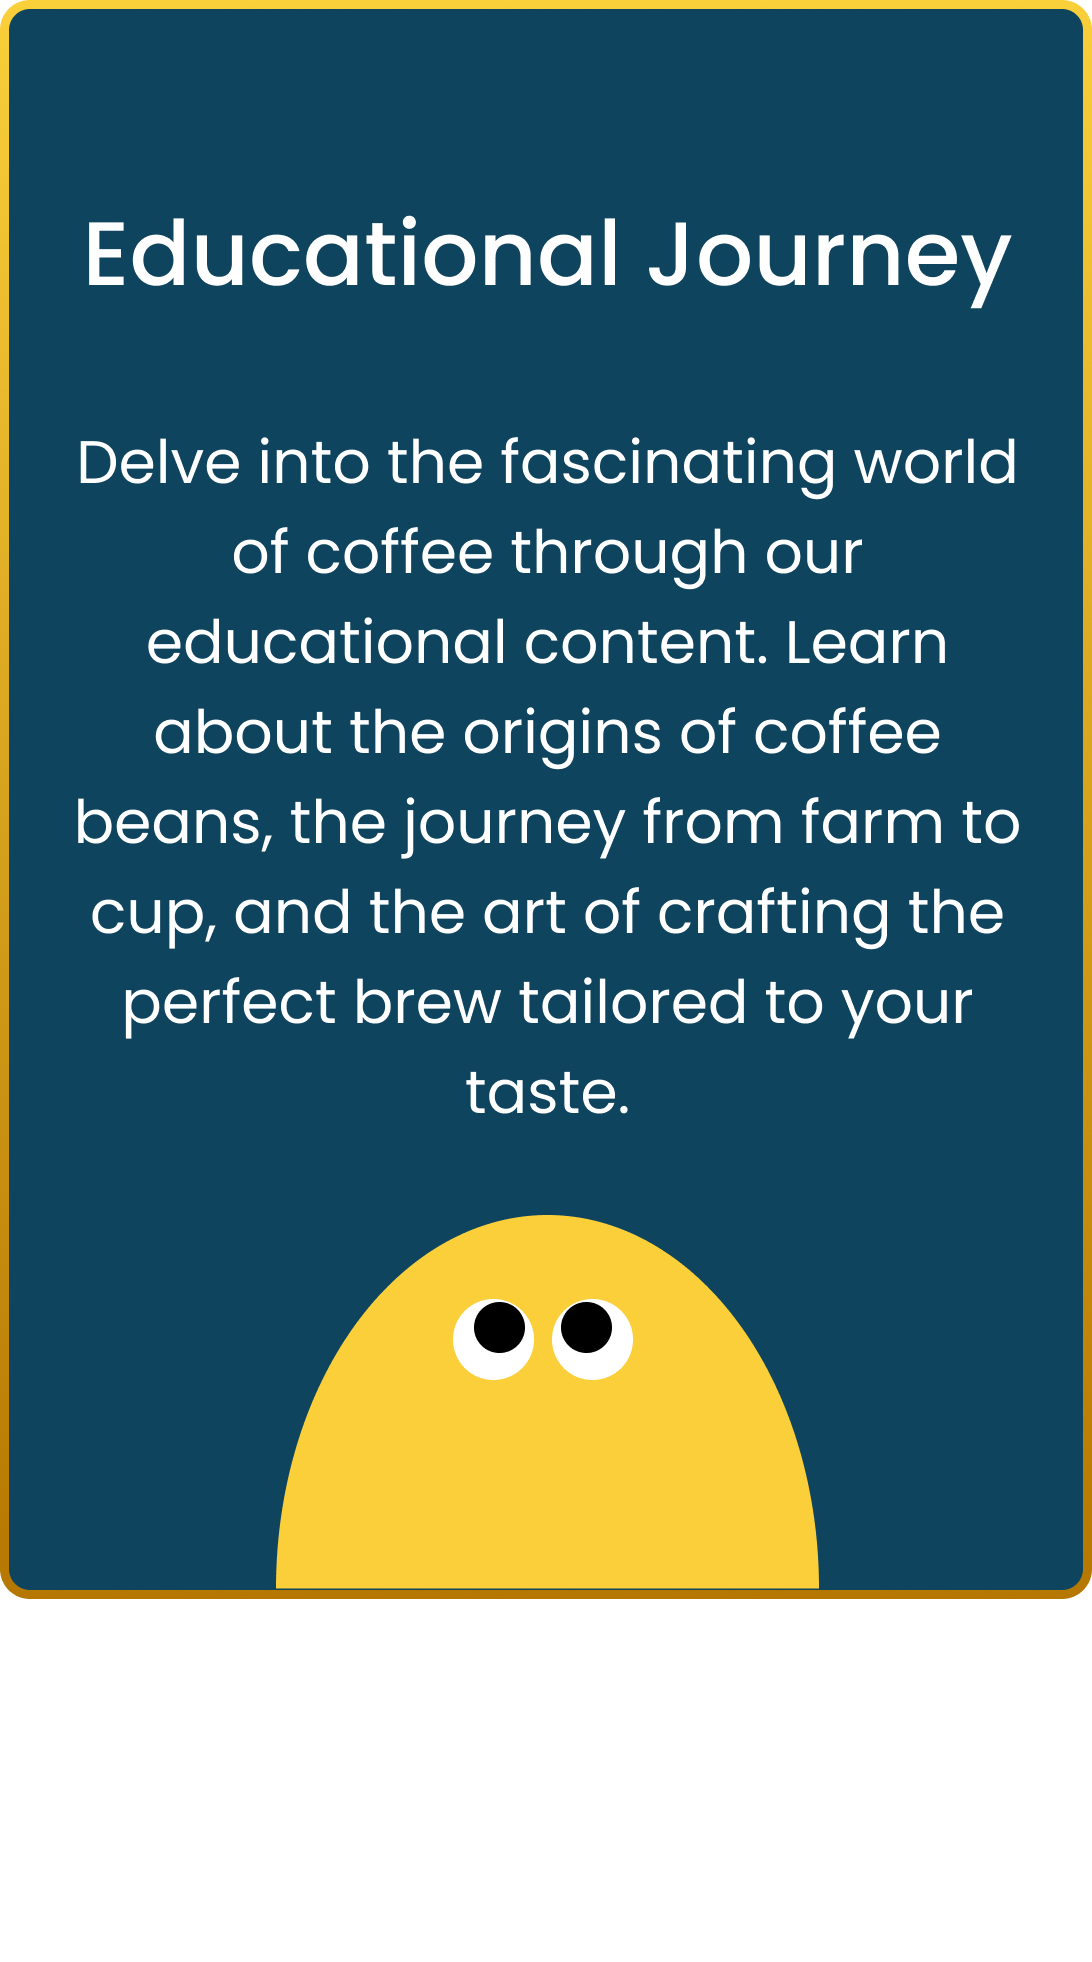 Educational Journey
Delve into the fascinating world
of coffee through our
educational content. Learn
about the origins of coffee
beans, the journey from farm to
cup, and the art of crafting the
perfect brew tailored to your
taste.